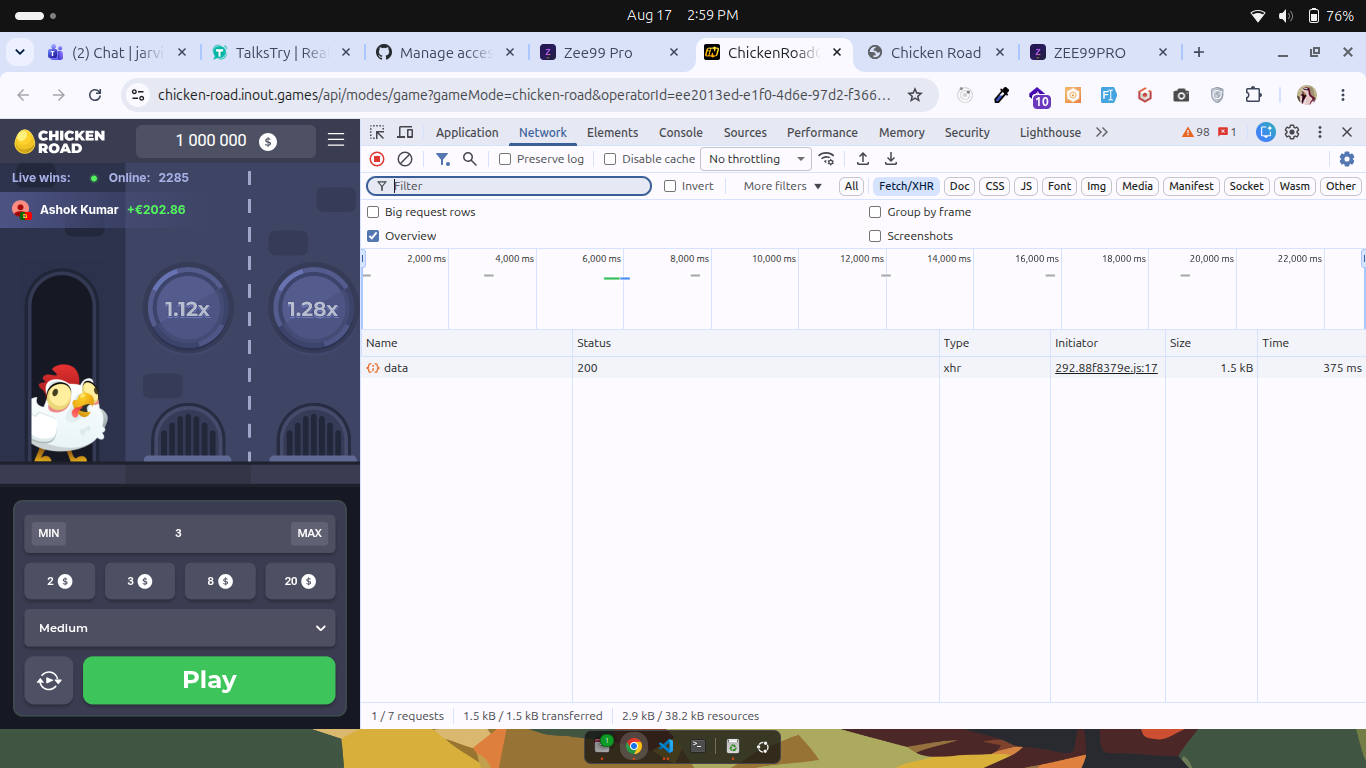 Aug 17 2:59 PM
76%
(2) Chat | jarvi
TalksTry | Rea
Manage acces
Zee99 Pro
ChickenRoad
Chicken Road
ZEE99PRO
chicken-road.inout.games/api/modes/game?gameMode=chicken-road&operatorId=ee2013ed-e1f0-4d6e-97d2-f366…
10
CHICKEN
ROAD
1 000 000 $
Live wins: Online: 2285
Ashok Kumar +€202.86
1.12x
1.28x
MIN 3 MAX
2 $ 3 $ 8 $ 20 $
Medium
Play
Application Network Elements Console Sources Performance Memory Security Lighthouse 98 1
Preserve log Disable cache No throttling
Filter Invert More filters All Fetch/XHR Doc CSS JS Font Img Media Manifest Socket Wasm Other
Big request rows Group by frame
Overview Screenshots
2,000 ms 4,000 ms 6,000 ms 8,000 ms 10,000 ms 12,000 ms 14,000 ms 16,000 ms 18,000 ms 20,000 ms 22,000 ms
Name Status Type Initiator Size Time
data 200 xhr 292.88f8379e.js:17 1.5 kB 375 ms
1 / 7 requests 1.5 kB / 1.5 kB transferred 2.9 kB / 38.2 kB resources
1